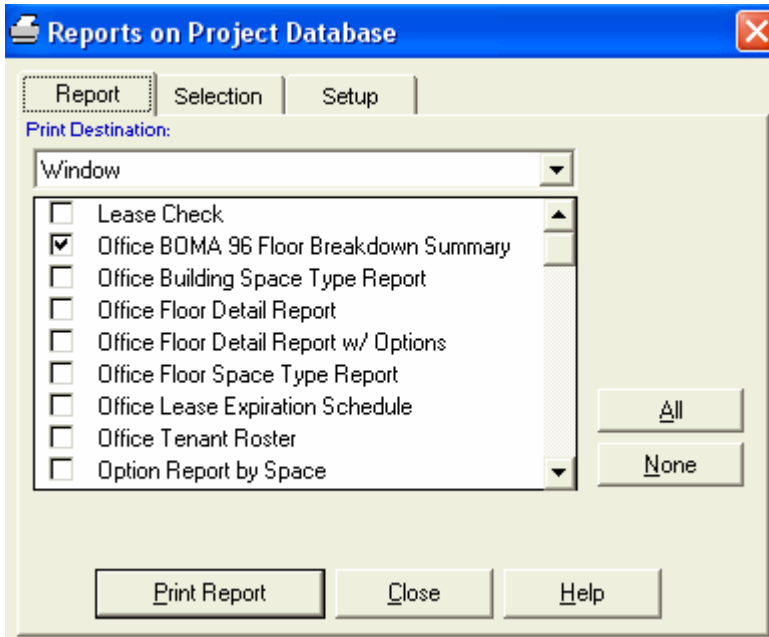 Reports on Project Database
Report Selection Setup
Print Destination:
Window
Lease Check
Office BOMA 96 Floor Breakdown Summary
Office Building Space Type Report
Office Floor Detail Report
Office Floor Detail Report w/ Options
Office Floor Space Type Report
Office Lease Expiration Schedule
Office Tenant Roster
Option Report by Space
All
None
Print Report Close Help